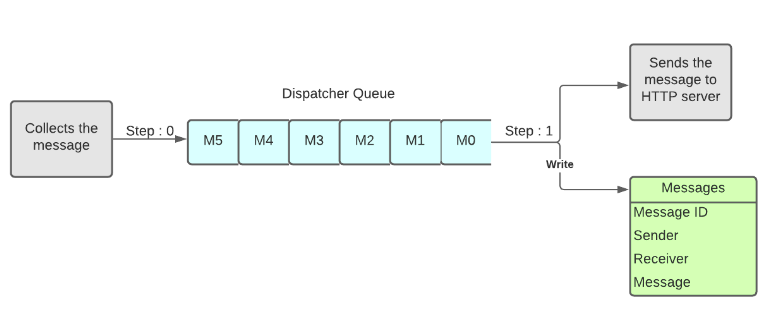 Dispatcher Queue
Collects the
message
Step : 0
M5
M4
M3
M2
M1
M0
Step : 1
Write
Sends the
message to
HTTP server
Messages
Message ID
Sender
Receiver
Message